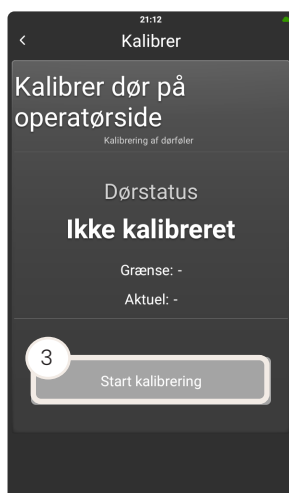 21:12
Kalibrer
Kalibrer dør på
operatørside
Kalibrering af dørføler
Dørstatus
Ikke kalibreret
Grænse: -
Aktuel: -
3
Start kalibrering